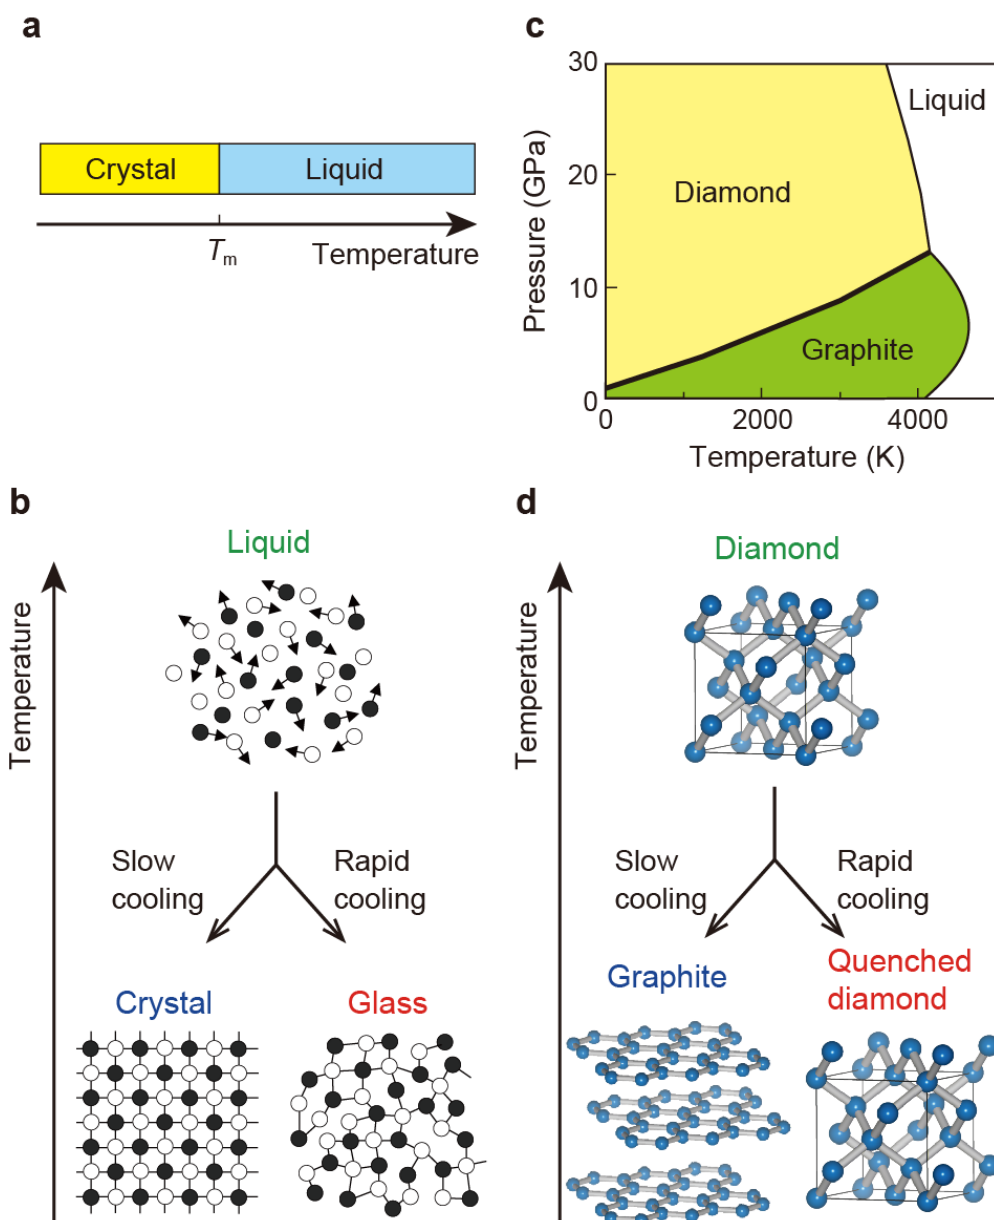 a
Crystal
Liquid
Tm
Temperature
c
Pressure (GPa)
30
20
10
0
Liquid
Diamond
Graphite
0
2000
4000
Temperature (K)
b
Temperature
Liquid
Slow
cooling
Rapid
cooling
Crystal
Glass
d
Temperature
Diamond
Slow
cooling
Rapid
cooling
Graphite
Quenched
diamond